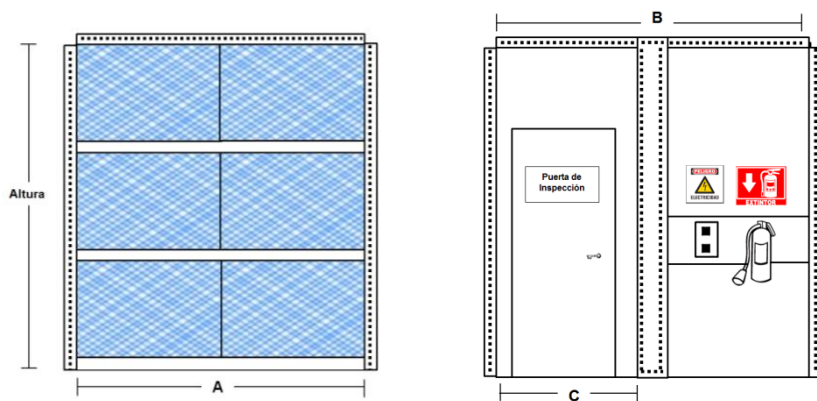 Altura
A
B
Puerta de
Inspección
PELIGRO
ELECTRICIDAD
EXTINTOR
C